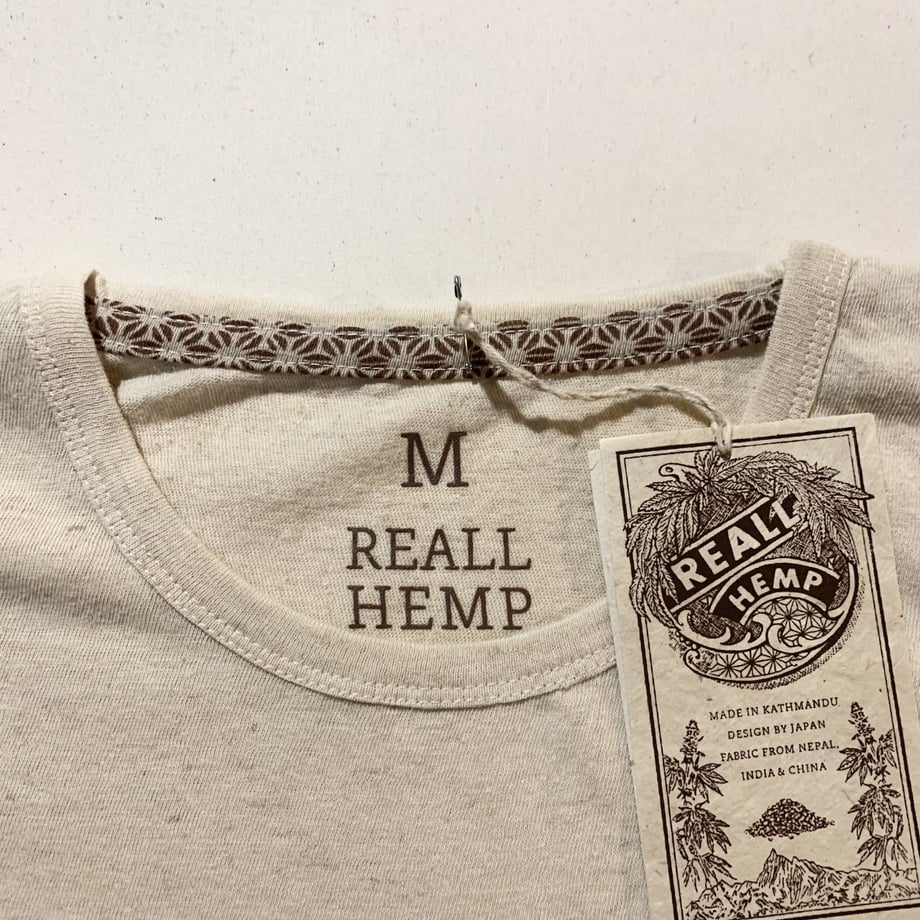 M
REALL
HEMP
REALL
HEMP
MADE IN KATHMANDU
DESIGN BY JAPAN
FABRIC FROM NEPAL,
INDIA & CHINA